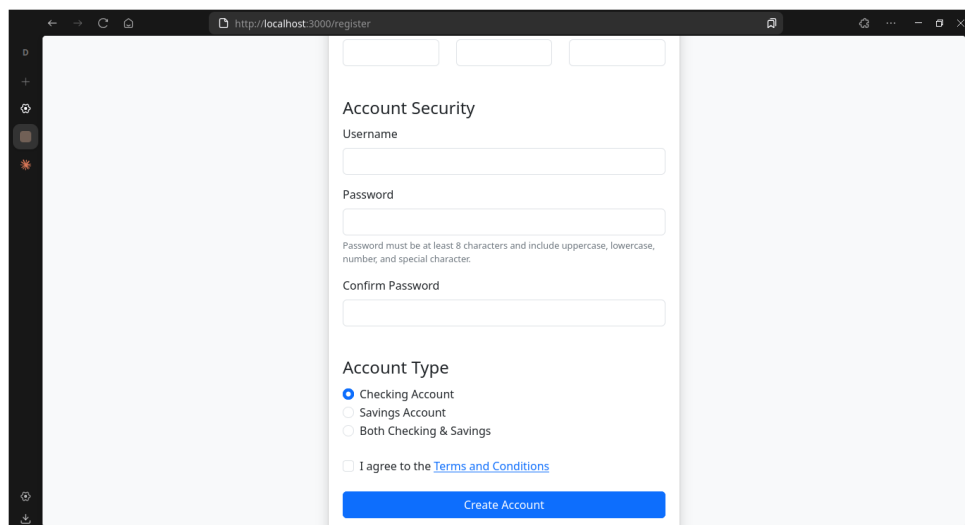 http://localhost:3000/register
D
Account Security
Username
Password
Password must be at least 8 characters and include uppercase, lowercase,
number, and special character.
Confirm Password
Account Type
Checking Account
Savings Account
Both Checking & Savings
I agree to the Terms and Conditions
Create Account